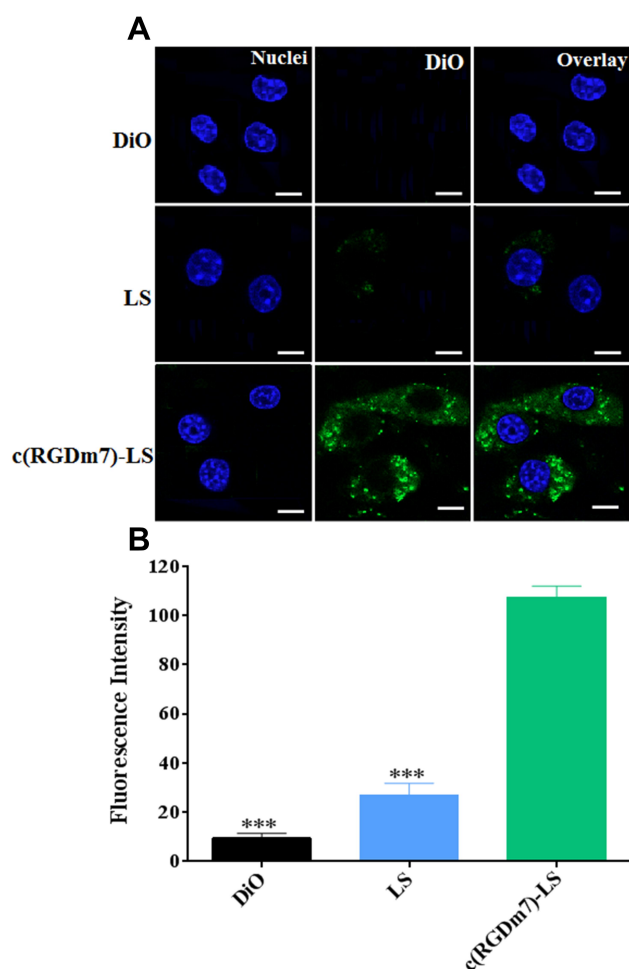 A
Nuclei DiO Overlay
DiO
LS
c(RGDm7)-LS
B
Fluorescence Intensity
120
100
80
60
40
20
0
***
***
DiO LS c(RGDm7)-LS